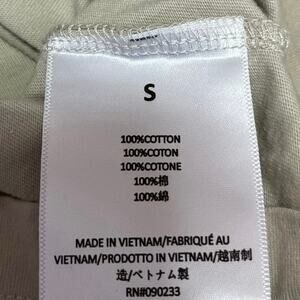 S
100%COTTON
100%COTON
100%COTONE
100%棉
100%綿
MADE IN VIETNAM/FABRIQUÉ AU
VIETNAM/PRODOTTO IN VIETNAM/越南制
造/ベトナム製
RN#090233